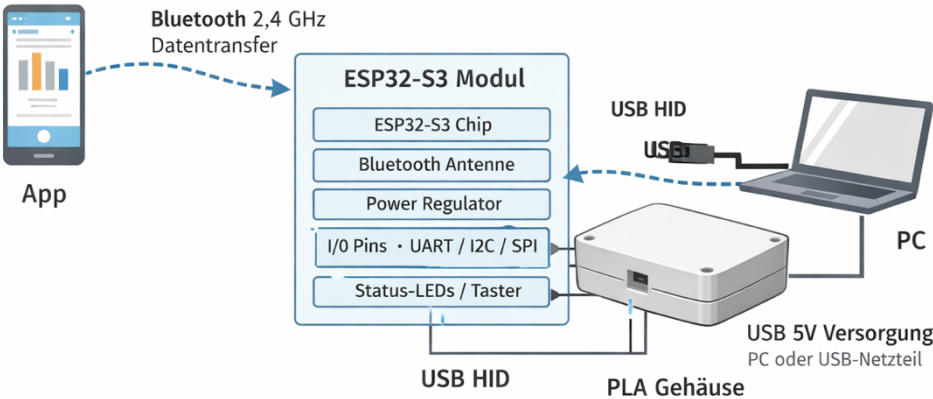 Bluetooth 2,4 GHz
Datentransfer
App
ESP32-S3 Modul
ESP32-S3 Chip
Bluetooth Antenne
Power Regulator
I/0 Pins · UART / I2C / SPI
Status-LEDs / Taster
USB HID
USB
PC
USB 5V Versorgung
PC oder USB-Netzteil
USB HID
PLA Gehäuse